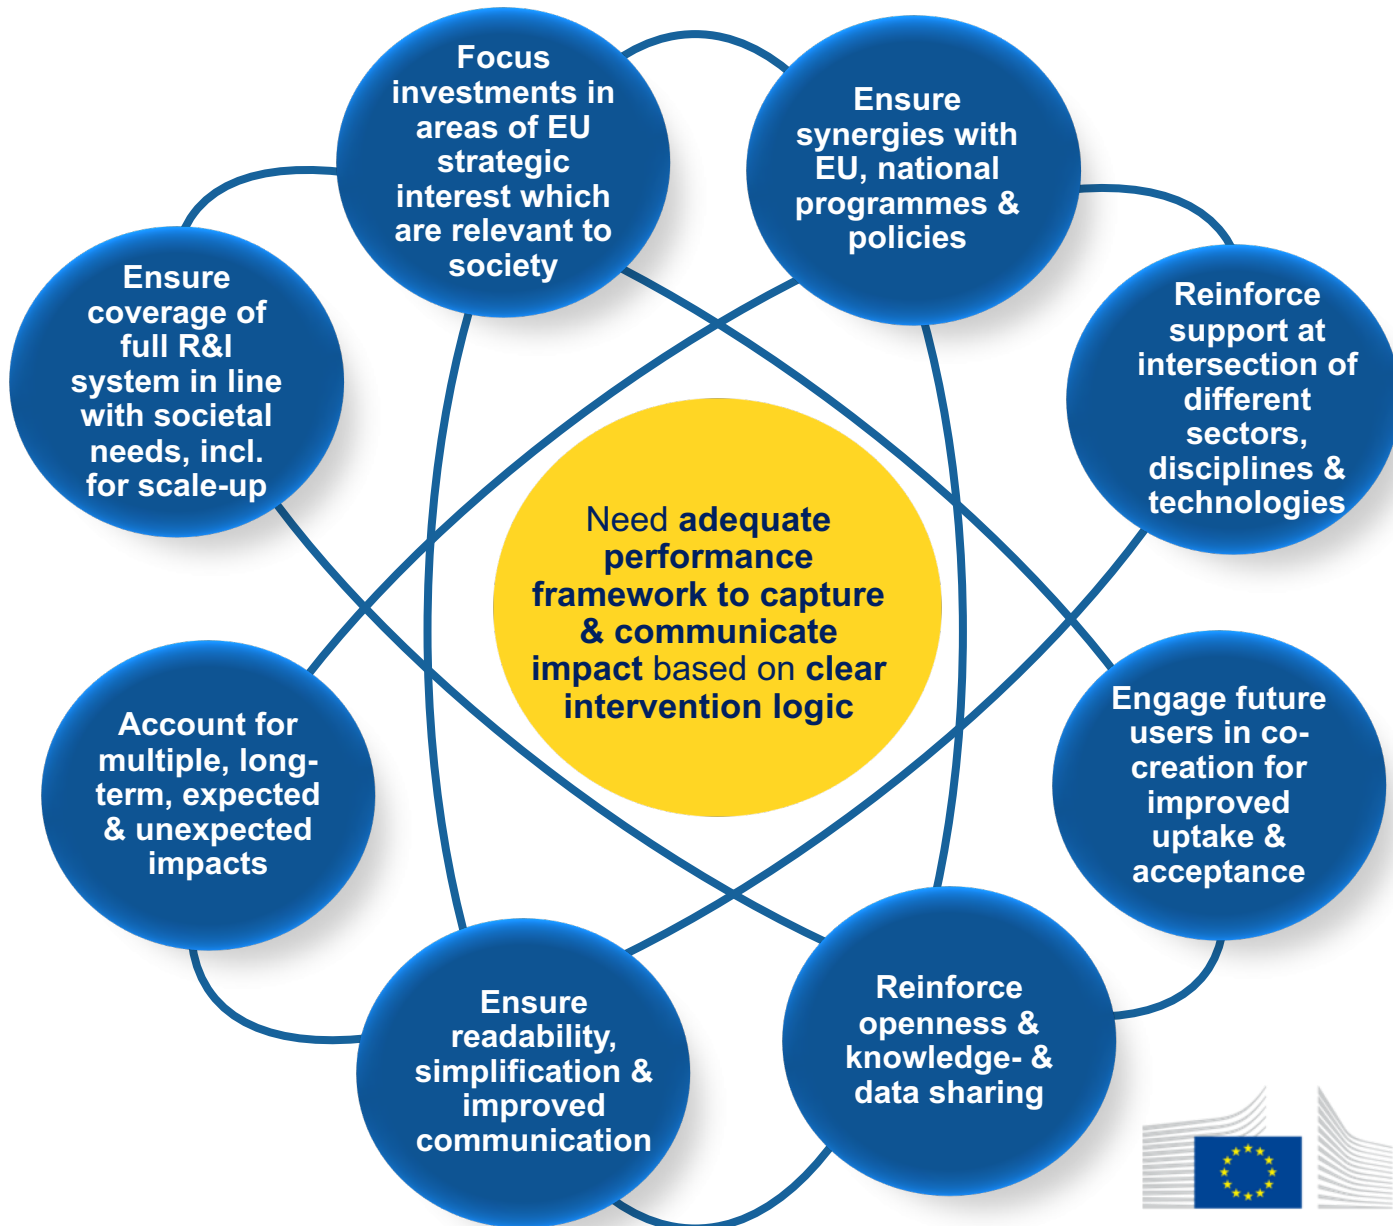 Focus
investments in
areas of EU
strategic
interest which
are relevant to
society
Ensure
synergies with
EU, national
programmes &
policies
Ensure
coverage of
full R&I
system in line
with societal
needs, incl.
for scale-up
Reinforce
support at
intersection of
different
sectors,
disciplines &
technologies
Need adequate
performance
framework to capture
& communicate
impact based on clear
intervention logic
Account for
multiple, long-
term, expected
& unexpected
impacts
Engage future
users in co-
creation for
improved
uptake &
acceptance
Ensure
readability,
simplification &
improved
communication
Reinforce
openness &
knowledge- &
data sharing